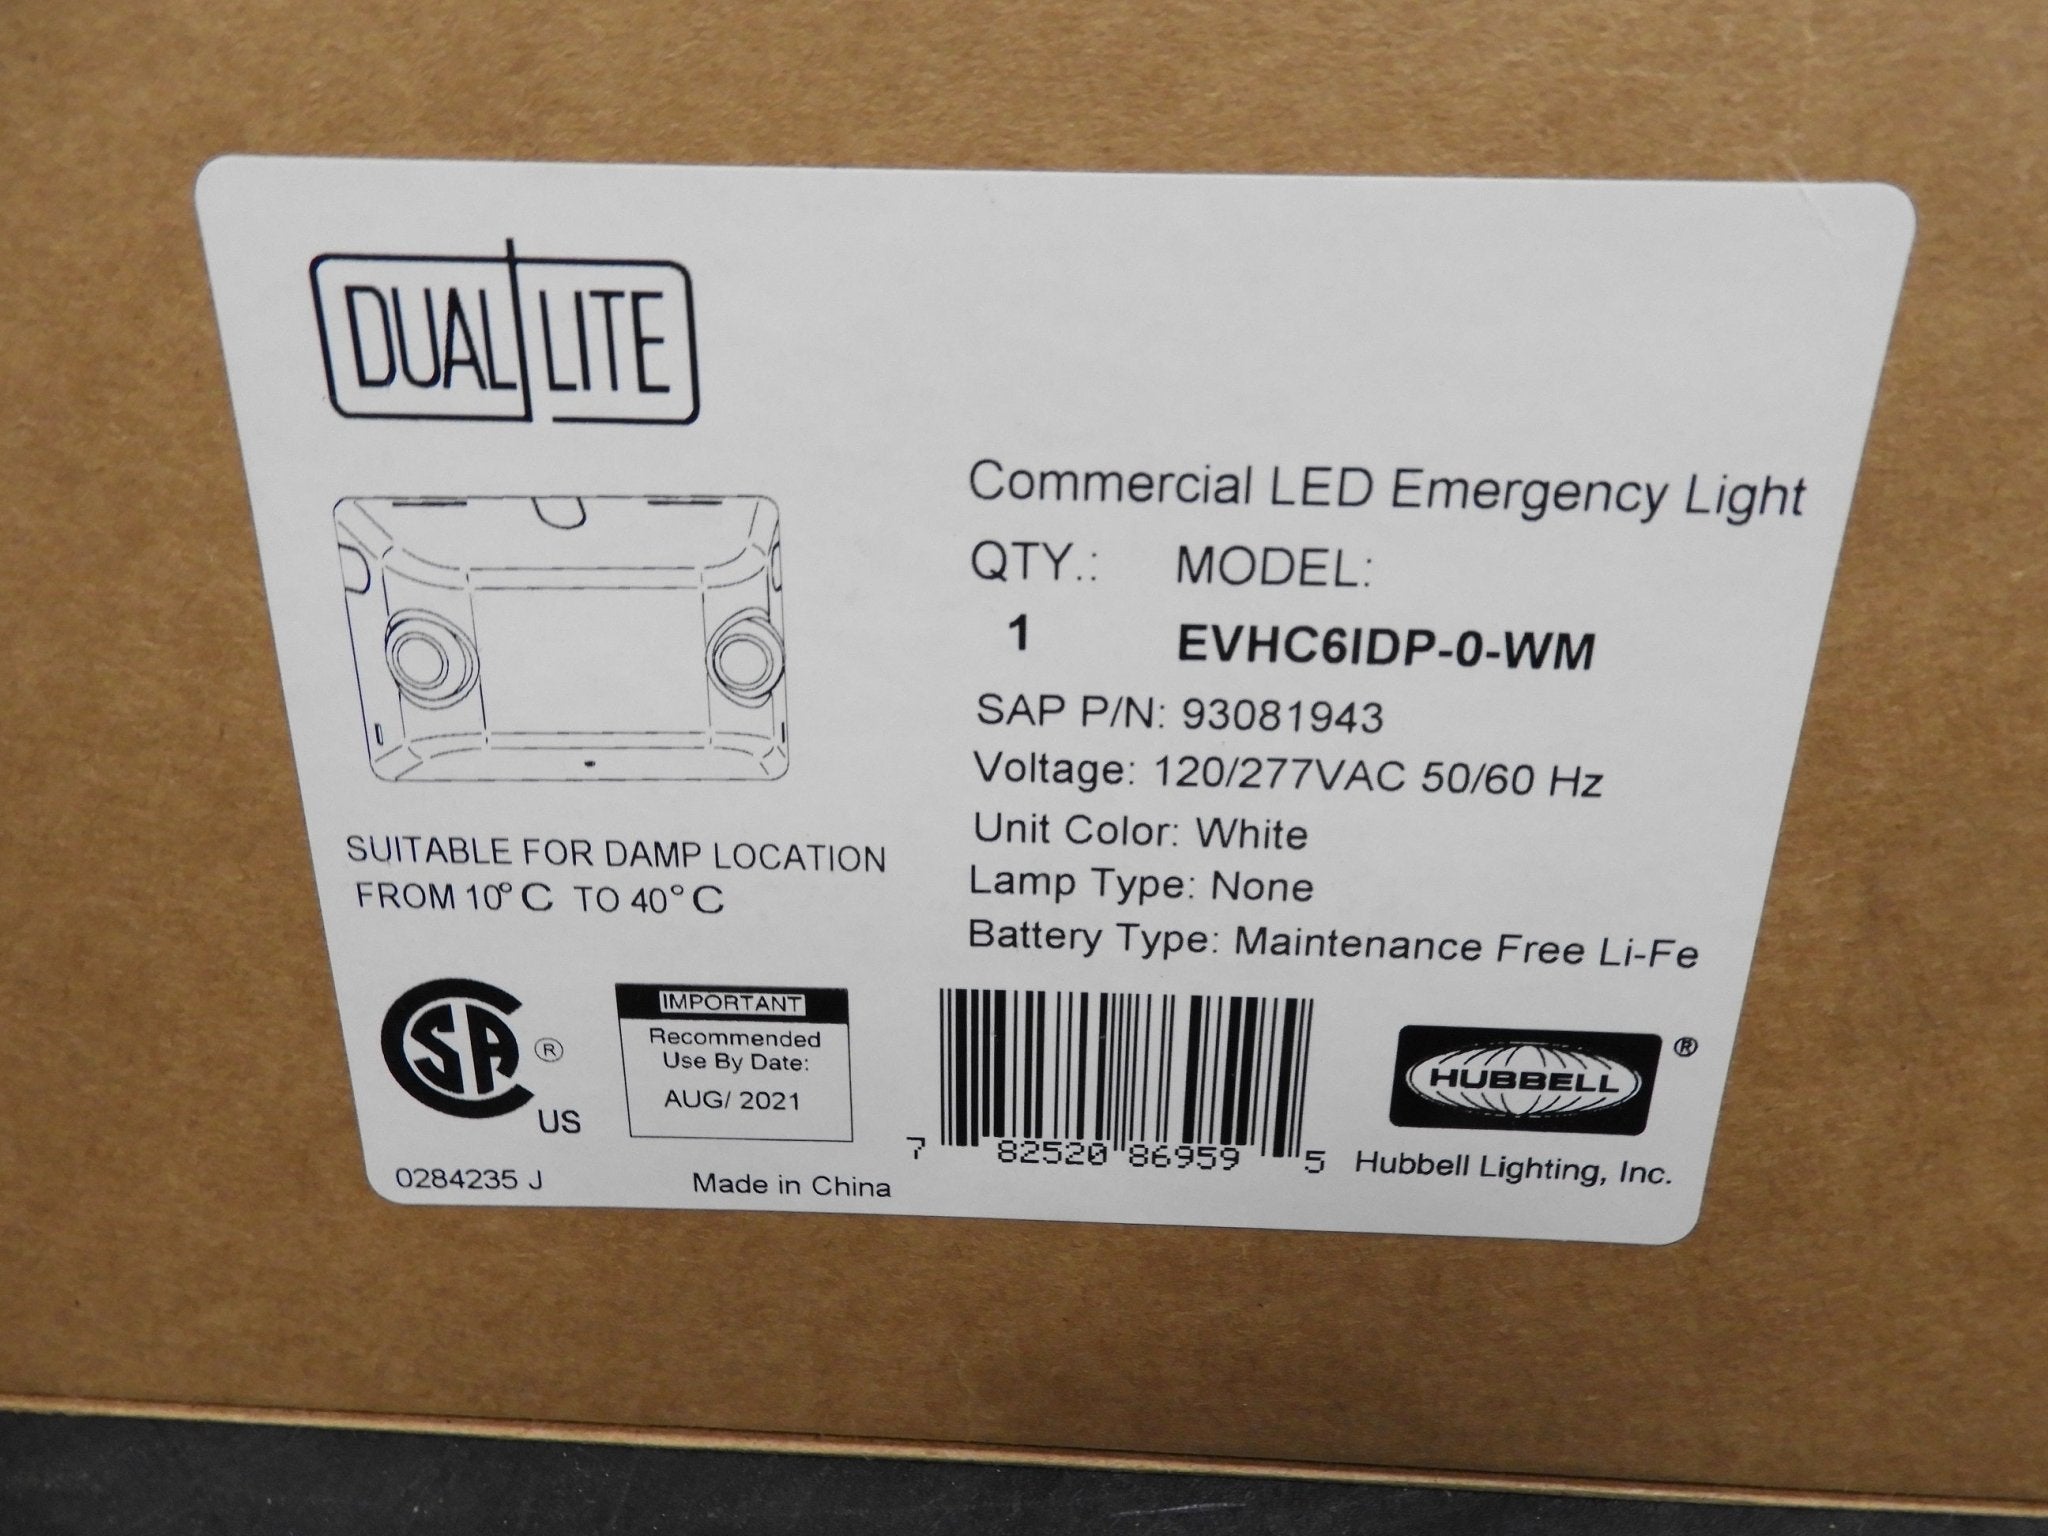 DUAL LITE
Commercial LED Emergency Light
QTY.: MODEL:
1 EVHC6IDP-0-WM
SAP P/N: 93081943
Voltage: 120/277VAC 50/60 Hz
Unit Color: White
Lamp Type: None
Battery Type: Maintenance Free Li-Fe
SUITABLE FOR DAMP LOCATION
FROM 10°C TO 40°C
SA ®
US
IMPORTANT
Recommended
Use By Date:
AUG/ 2021
7 82520 86959 5
HUBBELL ®
Hubbell Lighting, Inc.
0284235 J
Made in China